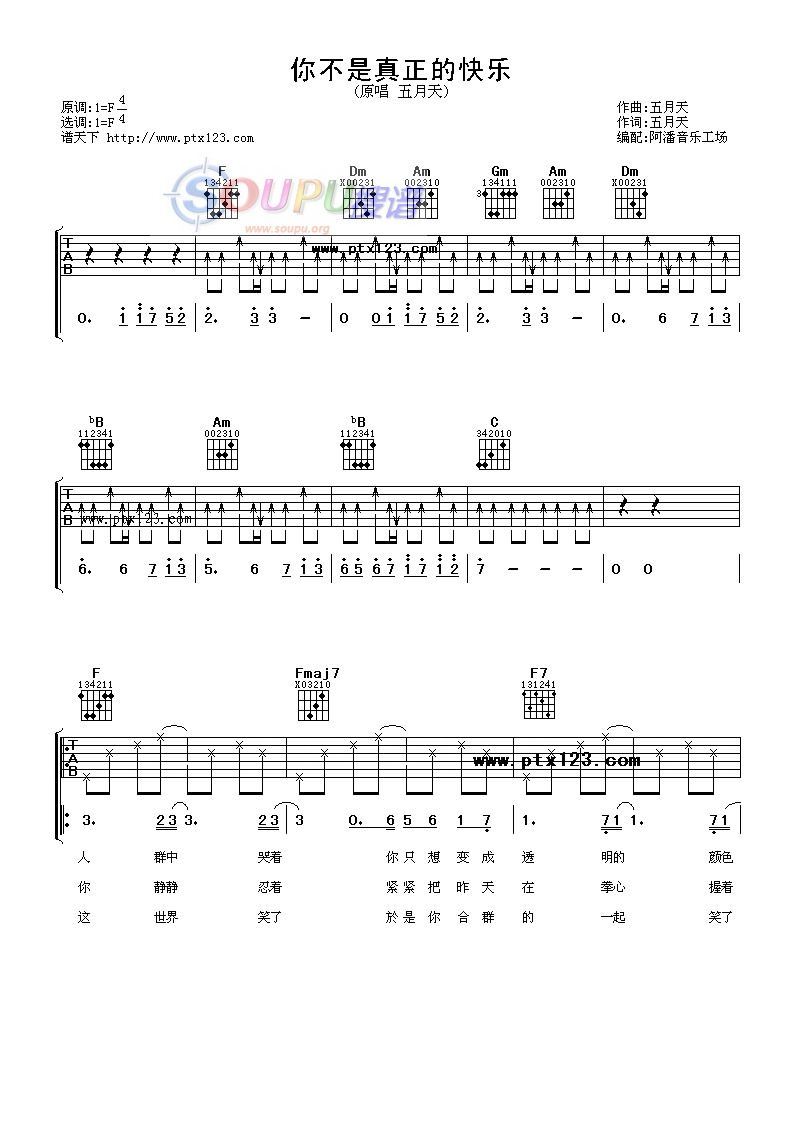 你不是真正的快乐
(原唱 五月天)
原调:1=F 4/4
选调:1=F
谱天下 http://www.ptx123.com
作曲:五月天
作词:五月天
编配:阿潘音乐工场
SOUPU搜谱
www.soupu.org
F Dm Am Gm Am Dm
134211 X00231 002310 134111 002310 X00231
www.ptx123.com
T
A
B
0. 1 1 7 5 2 2. 3 3 - 0 0 1 1 7 5 2 2. 3 3 - 0. 6 7 1 3
ᵇB Am ᵇB C
112341 002310 112341 342010
T
A
B
www.ptx123.com
6. 6 7 1 3 5. 6 7 1 3 6 5 6 7 1 7 1 2 7 - - - 0 0
F Fmaj7 F7
134211 X03210 131241
T
A
B
www.ptx123.com
3. 2 3 3. 2 3 3 0. 6 5 6 1 7 1. 7 1 1. 7 1
人 群中 哭着 你只想变成透 明的 颜色
你 静静 忍着 紧紧把昨天在 拳心 握着
这 世界 笑了 於是你合群的 一起 笑了